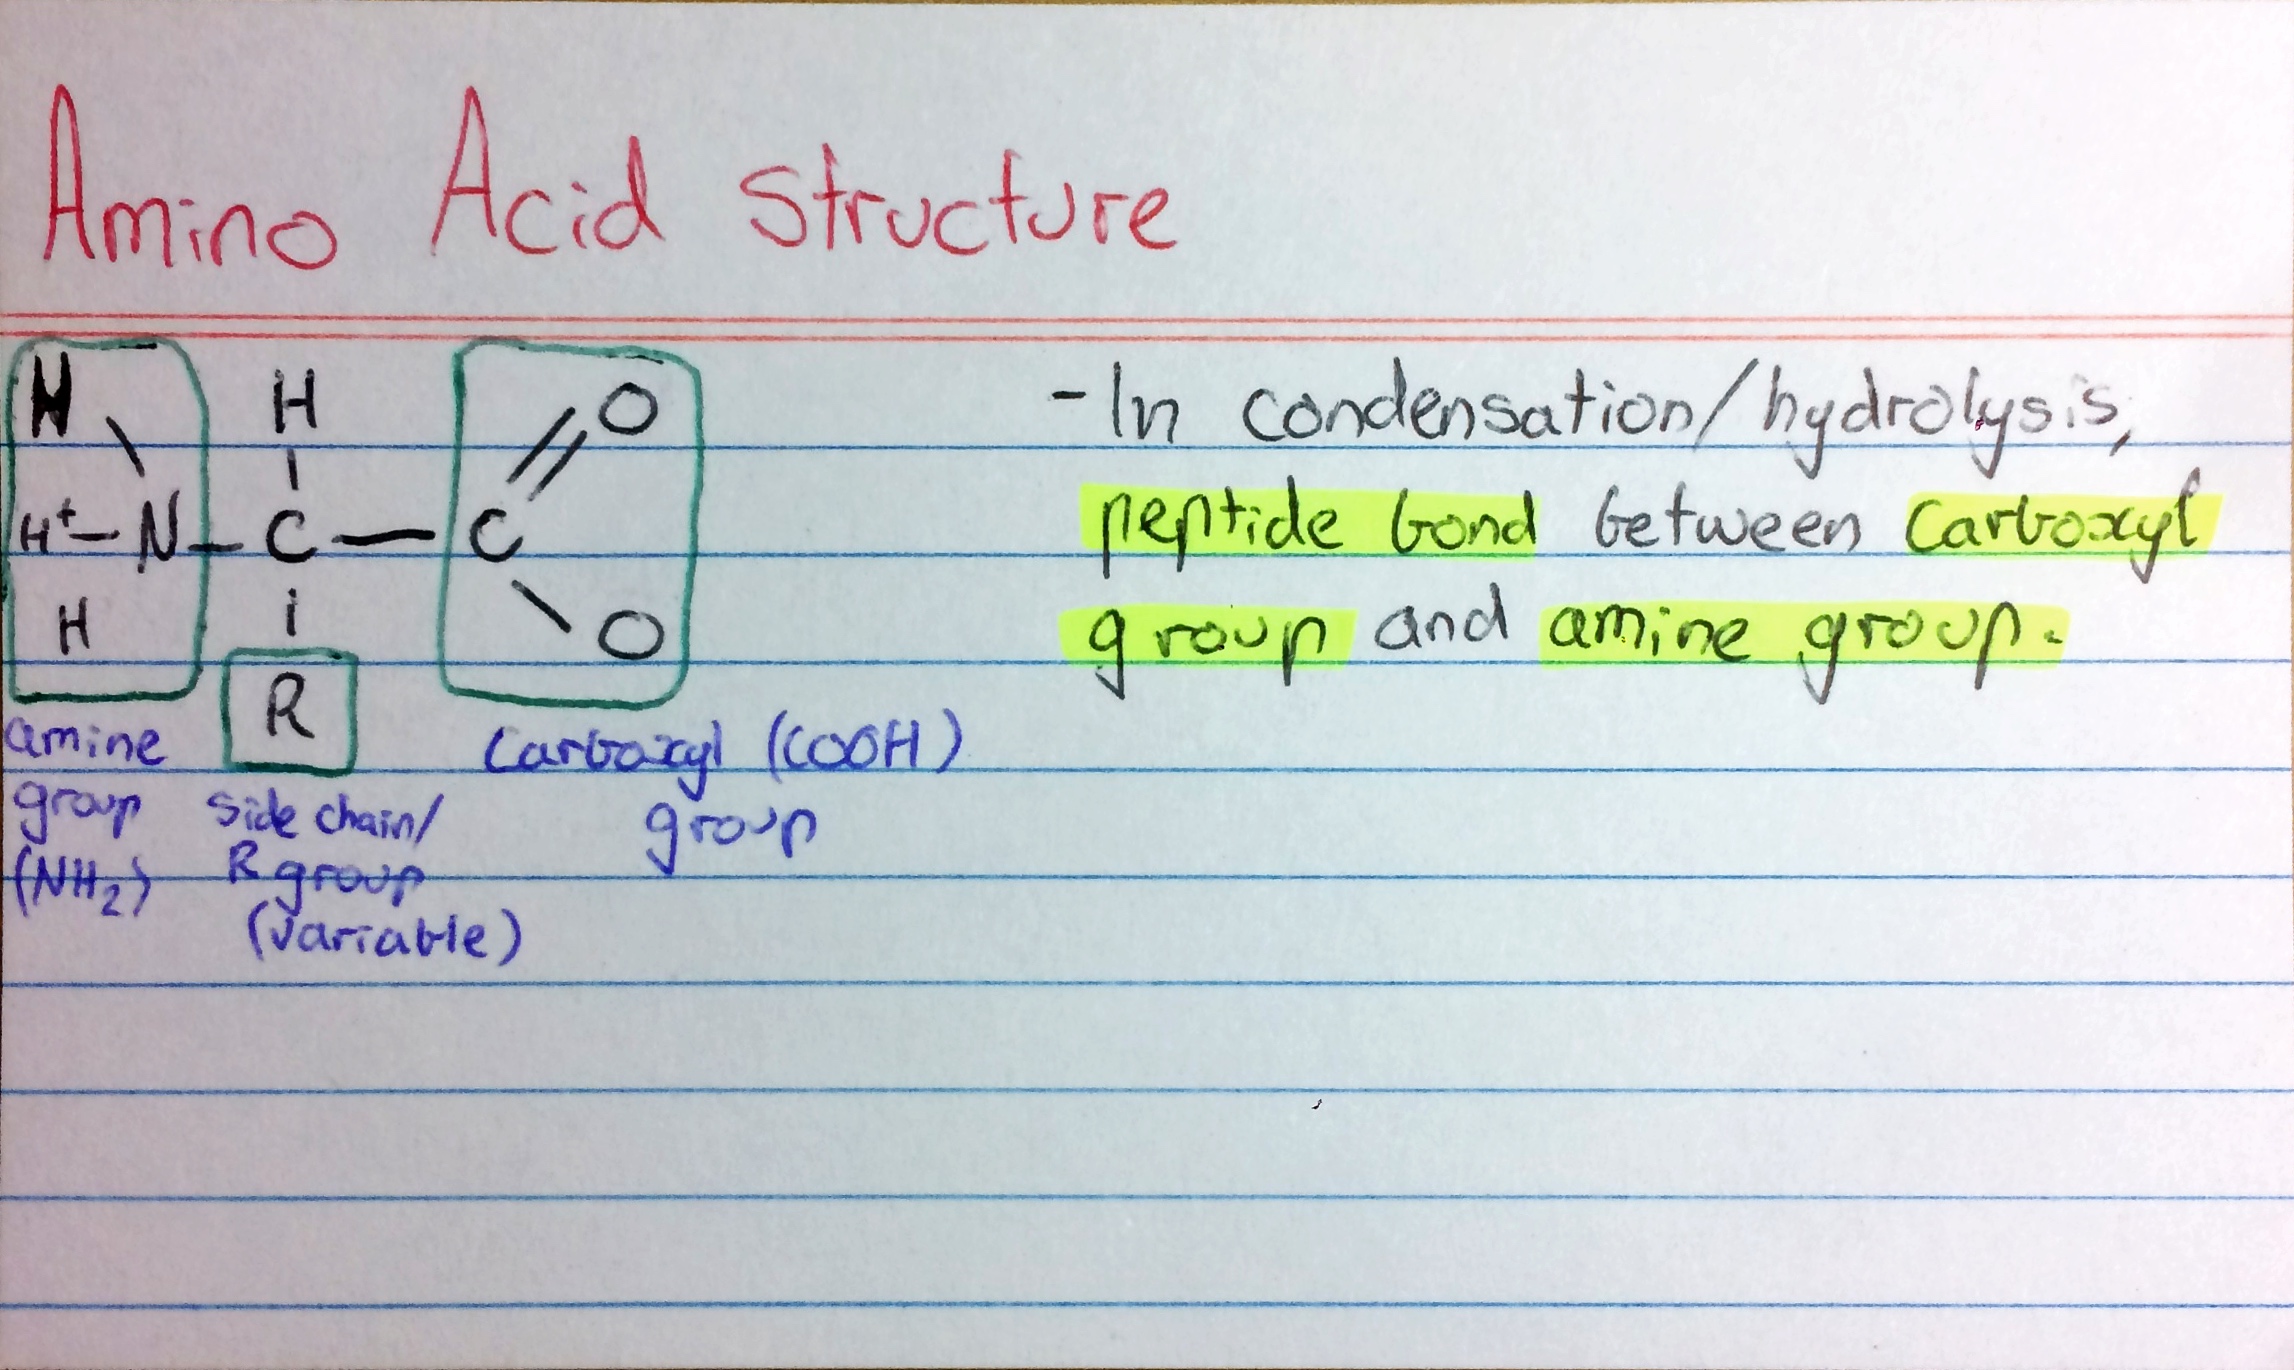 Amino Acid Structure
H H O
H⁺ - N - C - C
H O
R
amine
group
(NH₂)
side chain/
R group
(variable)
Carboxyl (COOH)
group
- In condensation/hydrolysis,
peptide bond between carboxyl
group and amine group.